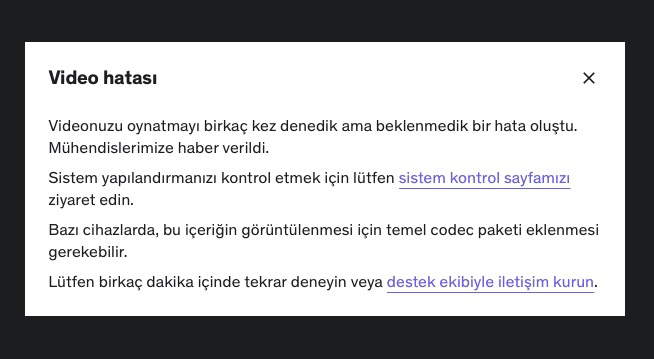 Video hatası
Videonuzu oynatmayı birkaç kez denedik ama beklenmedik bir hata oluştu.
Mühendislerimize haber verildi.
Sistem yapılandırmanızı kontrol etmek için lütfen sistem kontrol sayfamızı
ziyaret edin.
Bazı cihazlarda, bu içeriğin görüntülenmesi için temel codec paketi eklenmesi
gerekebilir.
Lütfen birkaç dakika içinde tekrar deneyin veya destek ekibiyle iletişim kurun.